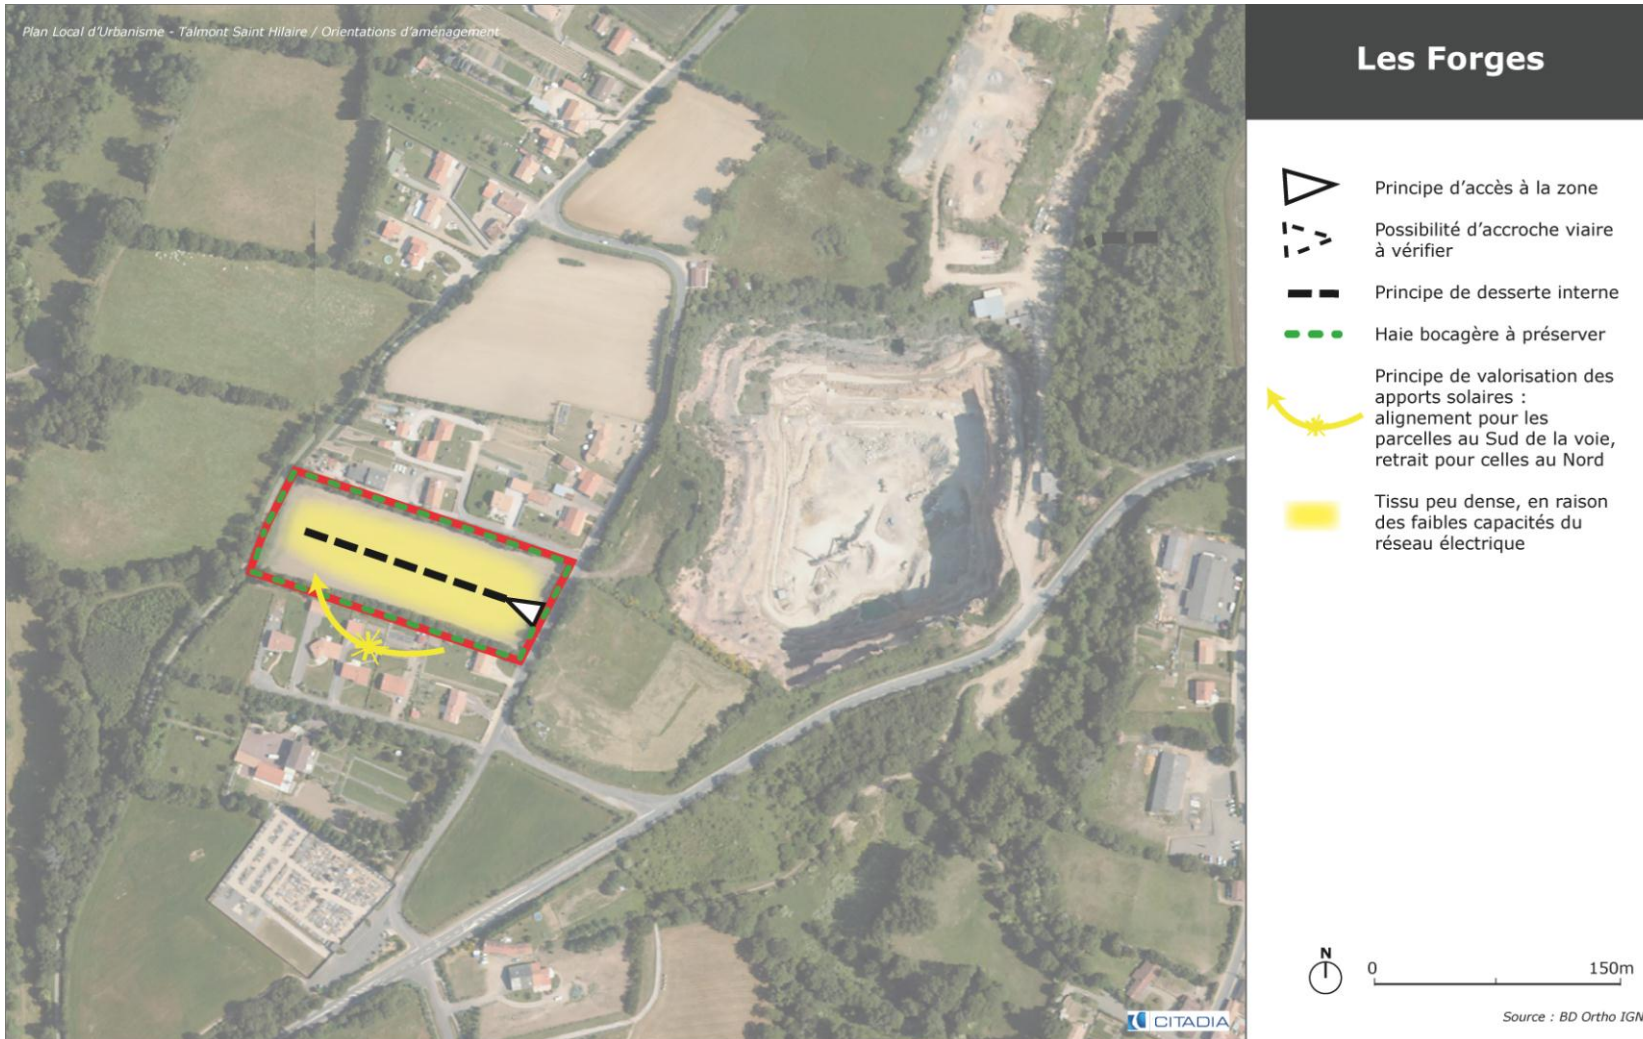 Plan Local d'Urbanisme - Talmont Saint Hilaire / Orientations d'aménagement
Les Forges
Principe d'accès à la zone
Possibilité d'accroche viaire
à vérifier
Principe de desserte interne
Haie bocagère à préserver
Principe de valorisation des
apports solaires :
alignement pour les
parcelles au Sud de la voie,
retrait pour celles au Nord
Tissu peu dense, en raison
des faibles capacités du
réseau électrique
N
0 150m
CITADIA
Source : BD Ortho IGN